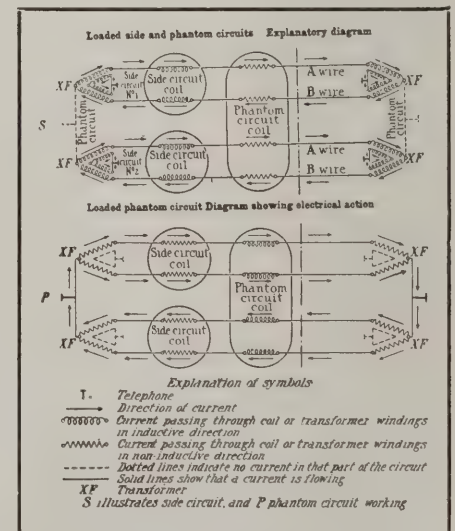 Loaded side and phantom circuits Explanatory diagram
XF
Side circuit Nº1
Side circuit coil
A wire
B wire
XF
S
Phantom circuit
Phantom circuit coil
Phantom circuit
XF
Side circuit Nº2
Side circuit coil
A wire
B wire
XF
Loaded phantom circuit Diagram showing electrical action
XF
Side circuit coil
XF
P
Phantom circuit coil
XF
Side circuit coil
XF
Explanation of symbols
T- Telephone
Direction of current
Current passing through coil or transformer windings
in inductive direction
Current passing through coil or transformer windings
in non-inductive direction
Dotted lines indicate no current in that part of the circuit
Solid lines show that a current is flowing
XF Transformer
S illustrates side circuit, and P phantom circuit working